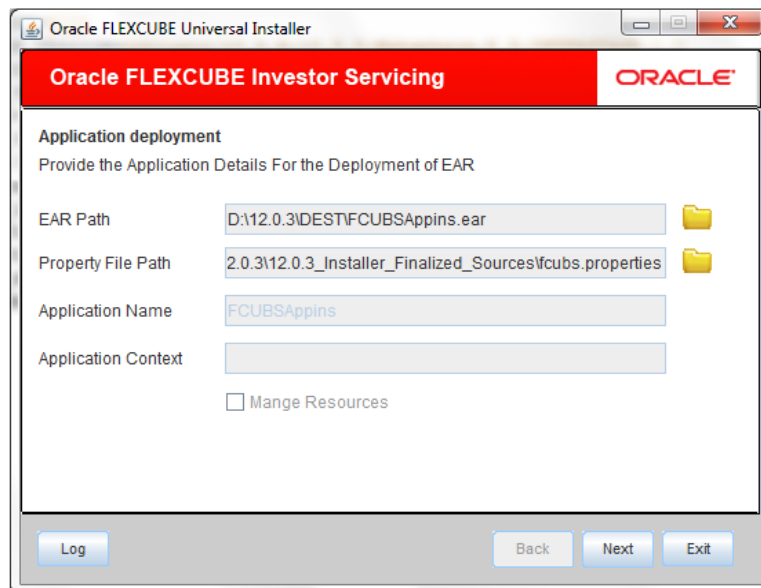 Oracle FLEXCUBE Universal Installer
Oracle FLEXCUBE Investor Servicing
ORACLE
Application deployment
Provide the Application Details For the Deployment of EAR
EAR Path D:\12.0.3\DEST\FCUBSAppins.ear
Property File Path 2.0.3\12.0.3_Installer_Finalized_Sources\fcubs.properties
Application Name FCUBSAppins
Application Context
Mange Resources
Log Back Next Exit